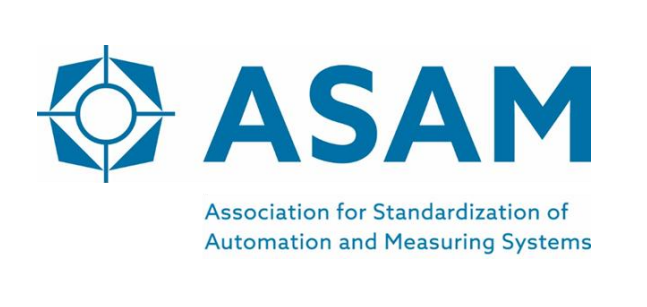 ASAM
Association for Standardization of
Automation and Measuring Systems